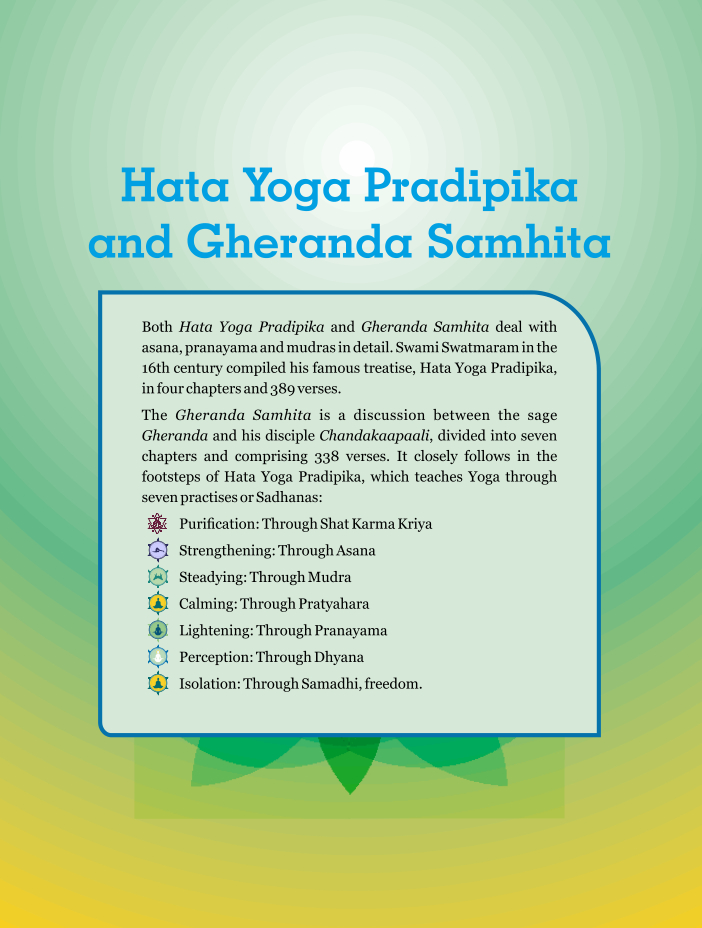 Hata Yoga Pradipika
and Gheranda Samhita
Both Hata Yoga Pradipika and Gheranda Samhita deal with
asana, pranayama and mudras in detail. Swami Swatmaram in the
16th century compiled his famous treatise, Hata Yoga Pradipika,
in four chapters and 389 verses.
The Gheranda Samhita is a discussion between the sage
Gheranda and his disciple Chandakaapaali, divided into seven
chapters and comprising 338 verses. It closely follows in the
footsteps of Hata Yoga Pradipika, which teaches Yoga through
seven practises or Sadhanas:
Purification: Through Shat Karma Kriya
Strengthening: Through Asana
Steadying: Through Mudra
Calming: Through Pratyahara
Lightening: Through Pranayama
Perception: Through Dhyana
Isolation: Through Samadhi, freedom.